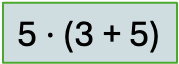 5 · (3 + 5)